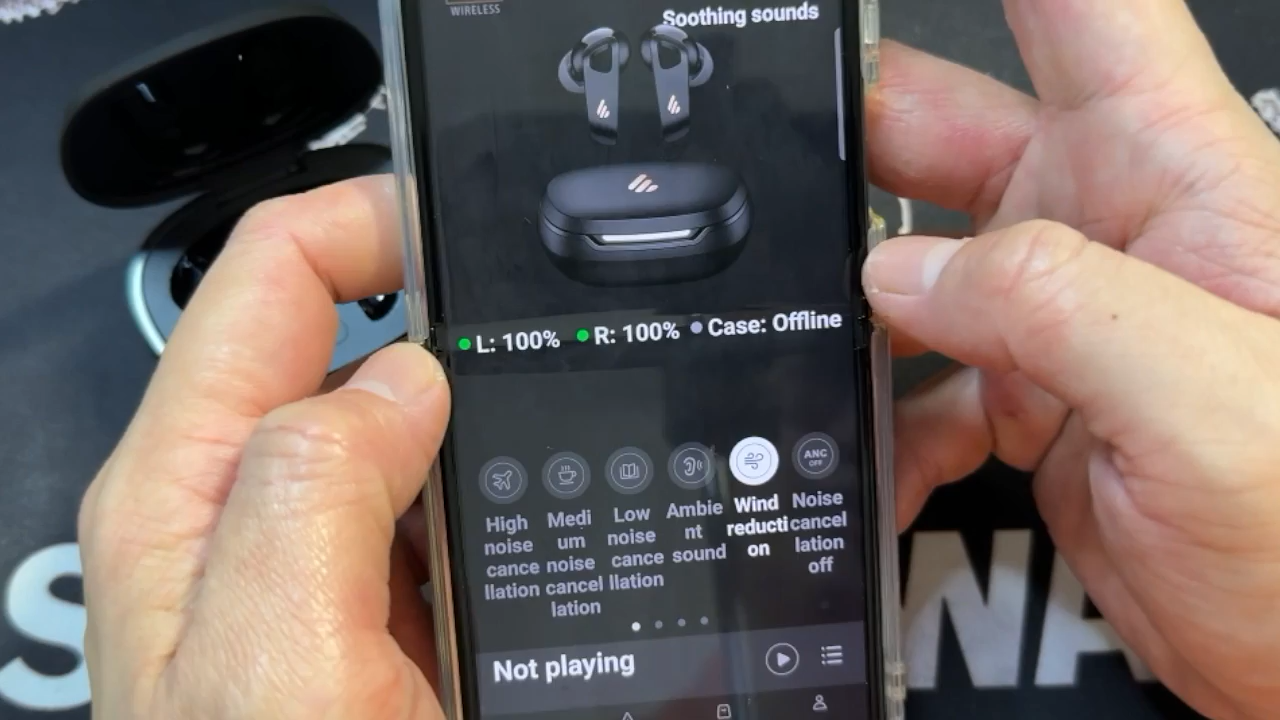 WIRELESS
Soothing sounds
L: 100% R: 100% Case: Offline
High
noise
cance
llation
Medi
um
noise
cancel
lation
Low
noise
cance
llation
Ambie
nt
sound
Wind
reducti
on
ANC
OFF
Noise
cancel
lation
off
Not playing
S
WA